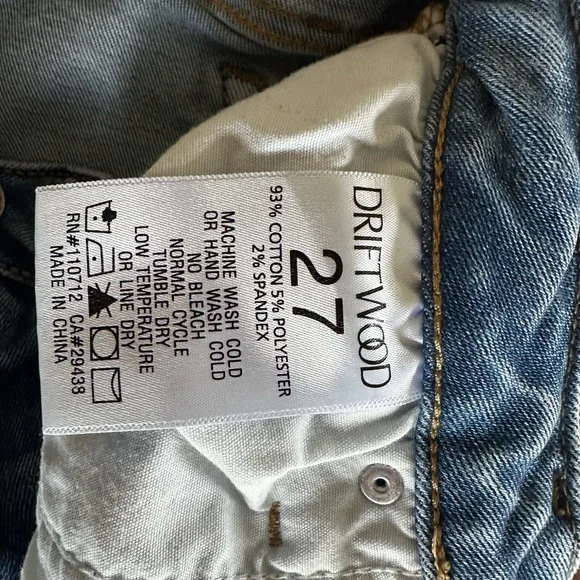 DRIFTWOOD
27
93% COTTON 5% POLYESTER
2% SPANDEX
MACHINE WASH COLD
OR HAND WASH COLD
NO BLEACH
NORMAL CYCLE
TUMBLE DRY
LOW TEMPERATURE
OR LINE DRY
RN#110712 CA#29438
MADE IN CHINA